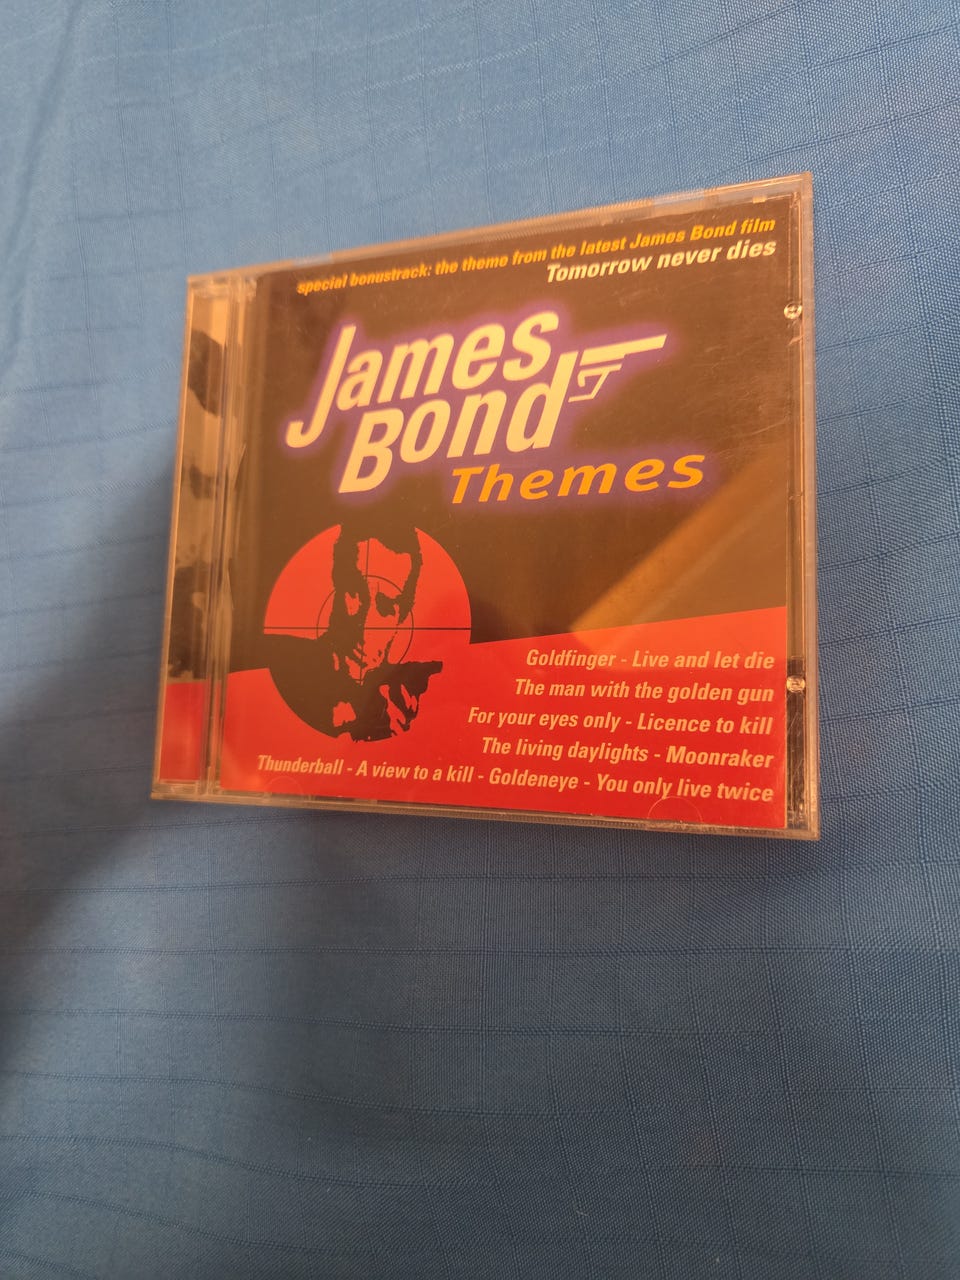 special bonustrack: the theme from the latest James Bond film
Tomorrow never dies
James
Bond
Themes
Goldfinger - Live and let die
The man with the golden gun
For your eyes only - Licence to kill
The living daylights - Moonraker
Thunderball - A view to a kill - Goldeneye - You only live twice